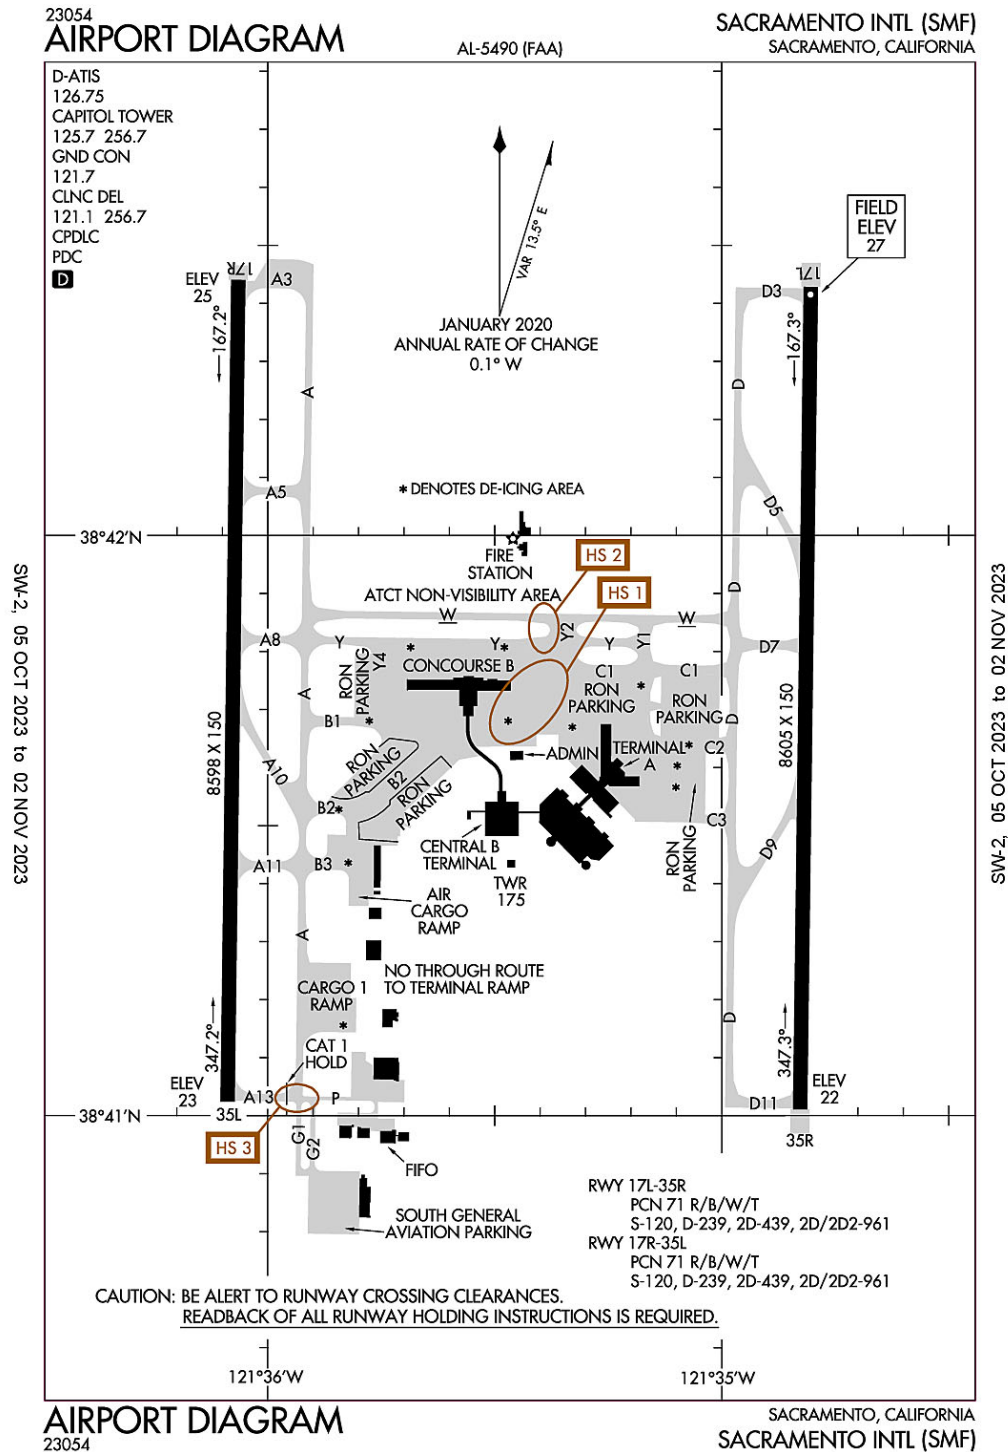 23054
AIRPORT DIAGRAM
AL-5490 (FAA)
SACRAMENTO INTL (SMF)
SACRAMENTO, CALIFORNIA
D-ATIS
126.75
CAPITOL TOWER
125.7 256.7
GND CON
121.7
CLNC DEL
121.1 256.7
CPDLC
PDC
D
VAR 13.5° E
JANUARY 2020
ANNUAL RATE OF CHANGE
0.1° W
FIELD
ELEV
27
ELEV
25
17R
A3
167.2°
A
17L
D3
167.3°
D
A5
* DENOTES DE-ICING AREA
D5
38°42'N
FIRE
STATION
HS 2
HS 1
ATCT NON-VISIBILITY AREA
D
W
W
A8
Y
Y4
Y
Y2
Y
Y1
D7
RON
PARKING
CONCOURSE B
C1
C1
RON
PARKING
RON
PARKING
A
B1
D
8598 X 150
8605 X 150
RON
PARKING
B2
RON
PARKING
ADMIN
TERMINAL
A
C2
A10
B2
C3
CENTRAL B
TERMINAL
D9
RON
PARKING
A11
B3
TWR
175
AIR
CARGO
RAMP
A
NO THROUGH ROUTE
TO TERMINAL RAMP
CARGO 1
RAMP
347.2°
D
347.3°
CAT 1
HOLD
ELEV
23
A13
P
D11
ELEV
22
38°41'N
35L
35R
HS 3
G1
G2
FIFO
SOUTH GENERAL
AVIATION PARKING
RWY 17L-35R
PCN 71 R/B/W/T
S-120, D-239, 2D-439, 2D/2D2-961
RWY 17R-35L
PCN 71 R/B/W/T
S-120, D-239, 2D-439, 2D/2D2-961
CAUTION: BE ALERT TO RUNWAY CROSSING CLEARANCES.
READBACK OF ALL RUNWAY HOLDING INSTRUCTIONS IS REQUIRED.
121°36'W
121°35'W
SW-2, 05 OCT 2023 to 02 NOV 2023
SW-2, 05 OCT 2023 to 02 NOV 2023
AIRPORT DIAGRAM
23054
SACRAMENTO, CALIFORNIA
SACRAMENTO INTL (SMF)